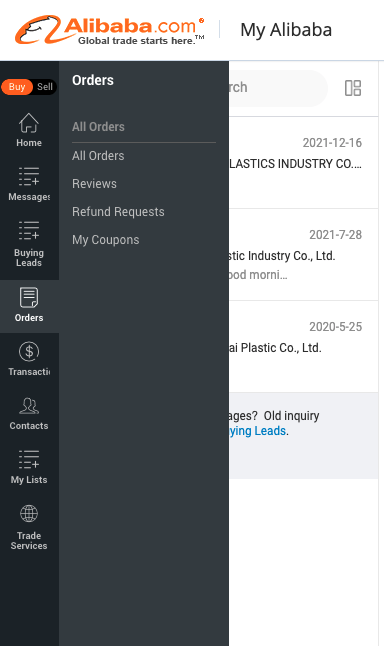 Alibaba.com®
Global trade starts here.™
My Alibaba
Buy Sell
Home
Messages
Buying
Leads
Orders
Transacti
Contacts
My Lists
Trade
Services
Orders
All Orders
All Orders
Reviews
Refund Requests
My Coupons
rch
2021-12-16
LASTICS INDUSTRY CO....
2021-7-28
stic Industry Co., Ltd.
ood morni...
2020-5-25
ai Plastic Co., Ltd.
ages? Old inquiry
ying Leads.